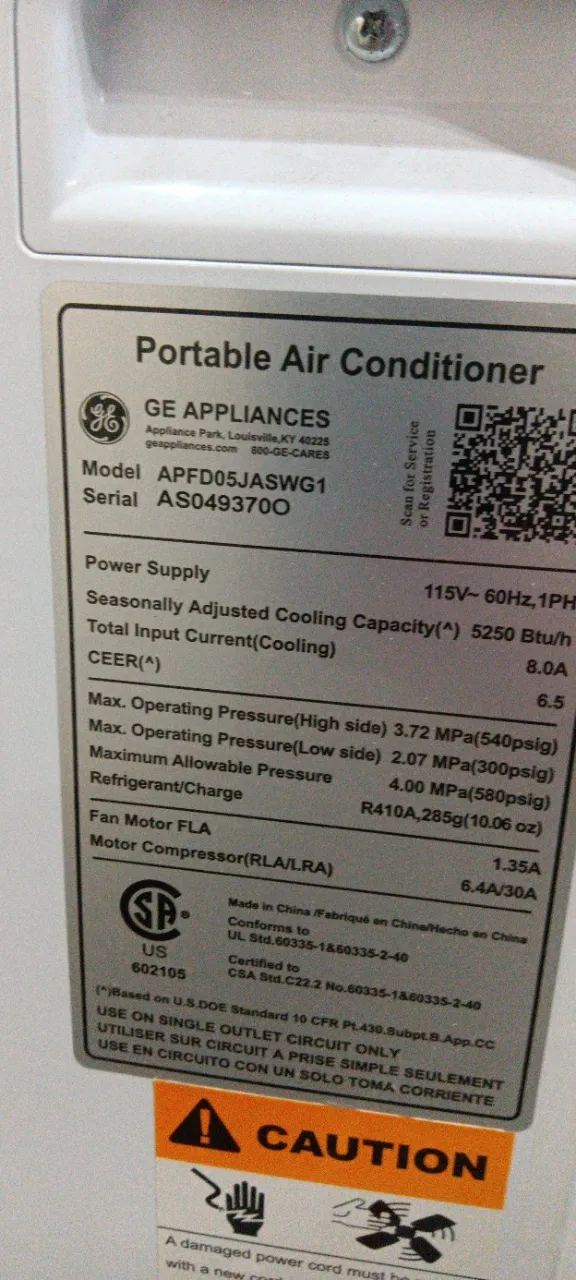 Portable Air Conditioner
GE APPLIANCES
Appliance Park, Louisville,KY 40225
geappliances.com 800-GE-CARES
Scan for Service
or Registration
Model APFD05JASWG1
Serial AS049370O
Power Supply 115V~ 60Hz,1PH
Seasonally Adjusted Cooling Capacity(^) 5250 Btu/h
Total Input Current(Cooling) 8.0A
CEER(^) 6.5
Max. Operating Pressure(High side) 3.72 MPa(540psig)
Max. Operating Pressure(Low side) 2.07 MPa(300psig)
Maximum Allowable Pressure 4.00 MPa(580psig)
Refrigerant/Charge R410A,285g(10.06 oz)
Fan Motor FLA 1.35A
Motor Compressor(RLA/LRA) 6.4A/30A
SA®
US
602105
Made in China /Fabriqué en Chine/Hecho en China
Conforms to
UL Std.60335-1&60335-2-40
Certified to
CSA Std.C22.2 No.60335-1&60335-2-40
(^)Based on U.S.DOE Standard 10 CFR Pt.430.Subpt.B.App.CC
USE ON SINGLE OUTLET CIRCUIT ONLY
UTILISER SUR CIRCUIT A PRISE SIMPLE SEULEMENT
USE EN CIRCUITO CON UN SOLO TOMA CORRIENTE
CAUTION
A damaged power cord must be
with a new cord